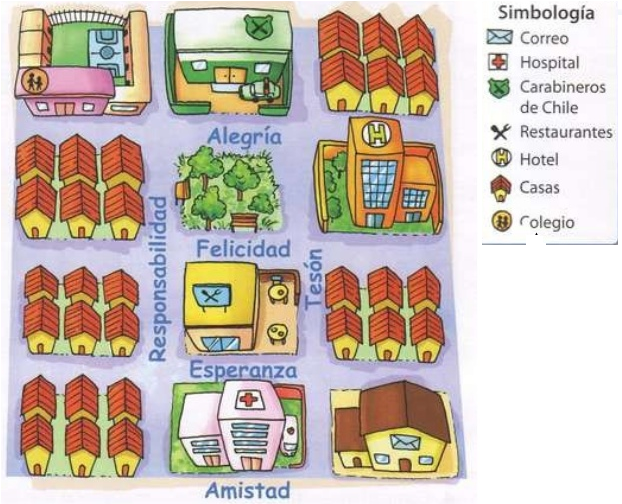 Simbología
Correo
Hospital
Carabineros
de Chile
Restaurantes
Hotel
Casas
Colegio
Alegría
H
Responsabilidad
Felicidad
Tesón
Esperanza
Amistad